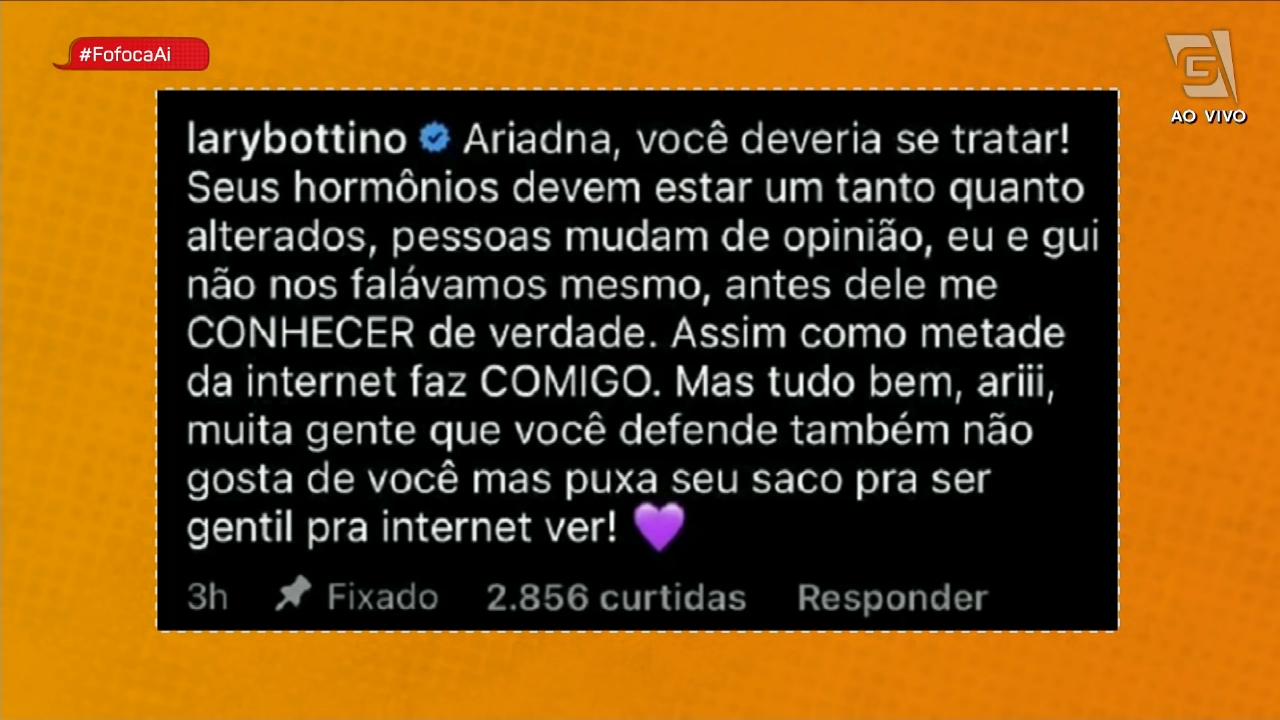 #FofocaAi
G
AO VIVO
larybottino Ariadna, você deveria se tratar!
Seus hormônios devem estar um tanto quanto
alterados, pessoas mudam de opinião, eu e gui
não nos falávamos mesmo, antes dele me
CONHECER de verdade. Assim como metade
da internet faz COMIGO. Mas tudo bem, ariii,
muita gente que você defende também não
gosta de você mas puxa seu saco pra ser
gentil pra internet ver! 💜
3h Fixado 2.856 curtidas Responder